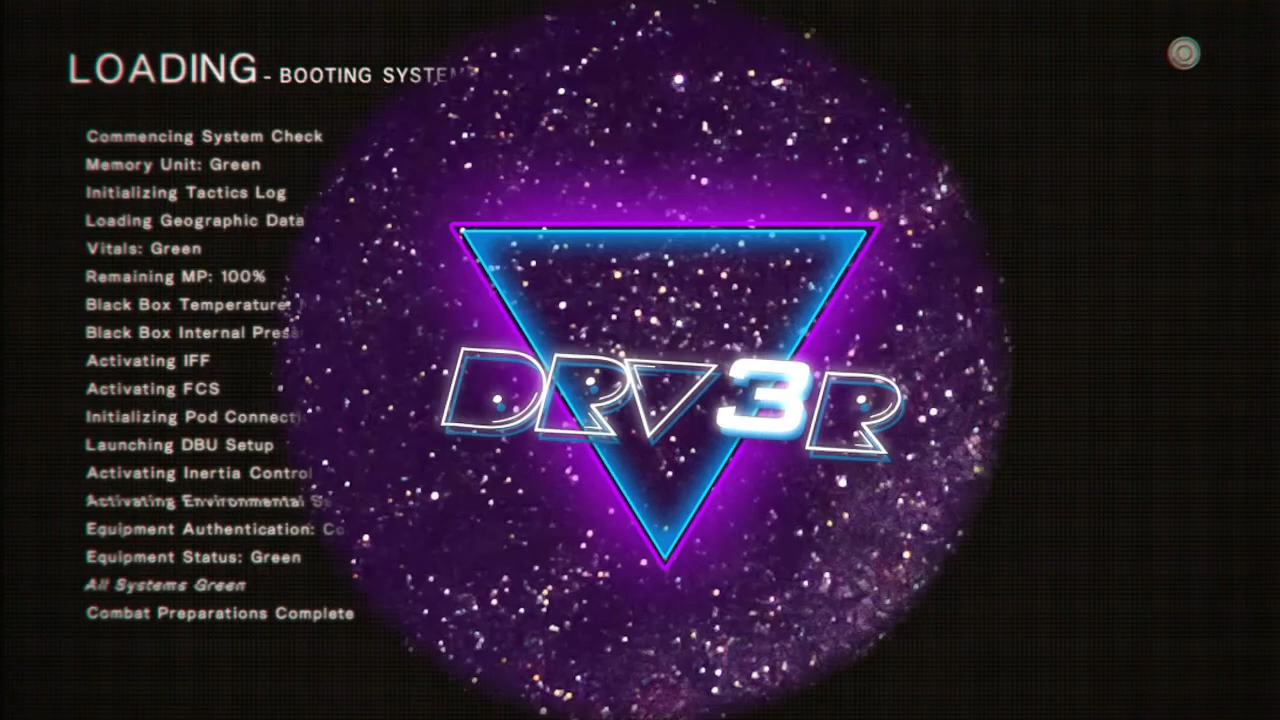 LOADING - BOOTING SYSTEM
Commencing System Check
Memory Unit: Green
Initializing Tactics Log
Loading Geographic Data
Vitals: Green
Remaining MP: 100%
Black Box Temperature
Black Box Internal
Activating IFF
Activating FCS
Initializing Pod
Launching DBU Setup
Activating Inertia Control
Activating Environmental
Equipment Authentication:
Equipment Status: Green
All Systems Green
Combat Preparations Complete
DRV3R